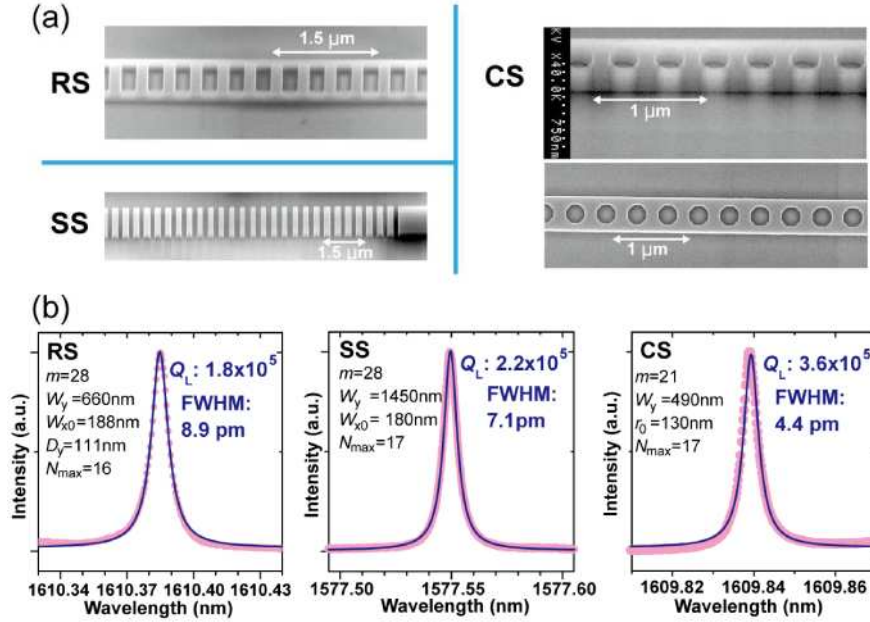 (a)
RS
1.5 μm
SS
1.5 μm
CS
KV X40.0K 750nm
1 μm
1 μm
(b)
RS
m=28
Wy =660nm
Wx0=188nm
Dy=111nm
Nmax=16
QL: 1.8x10^5
FWHM:
8.9 pm
Intensity (a.u.)
1610.34 1610.37 1610.40 1610.43
Wavelength (nm)
SS
m=28
Wy =1450nm
Wx0= 180nm
Nmax=17
QL: 2.2x10^5
FWHM:
7.1pm
Intensity (a.u.)
1577.50 1577.55 1577.60
Wavelength (nm)
CS
m=21
Wy =490nm
r0=130nm
Nmax=17
QL: 3.6x10^5
FWHM:
4.4 pm
Intensity (a.u.)
1609.82 1609.84 1609.86
Wavelength (nm)